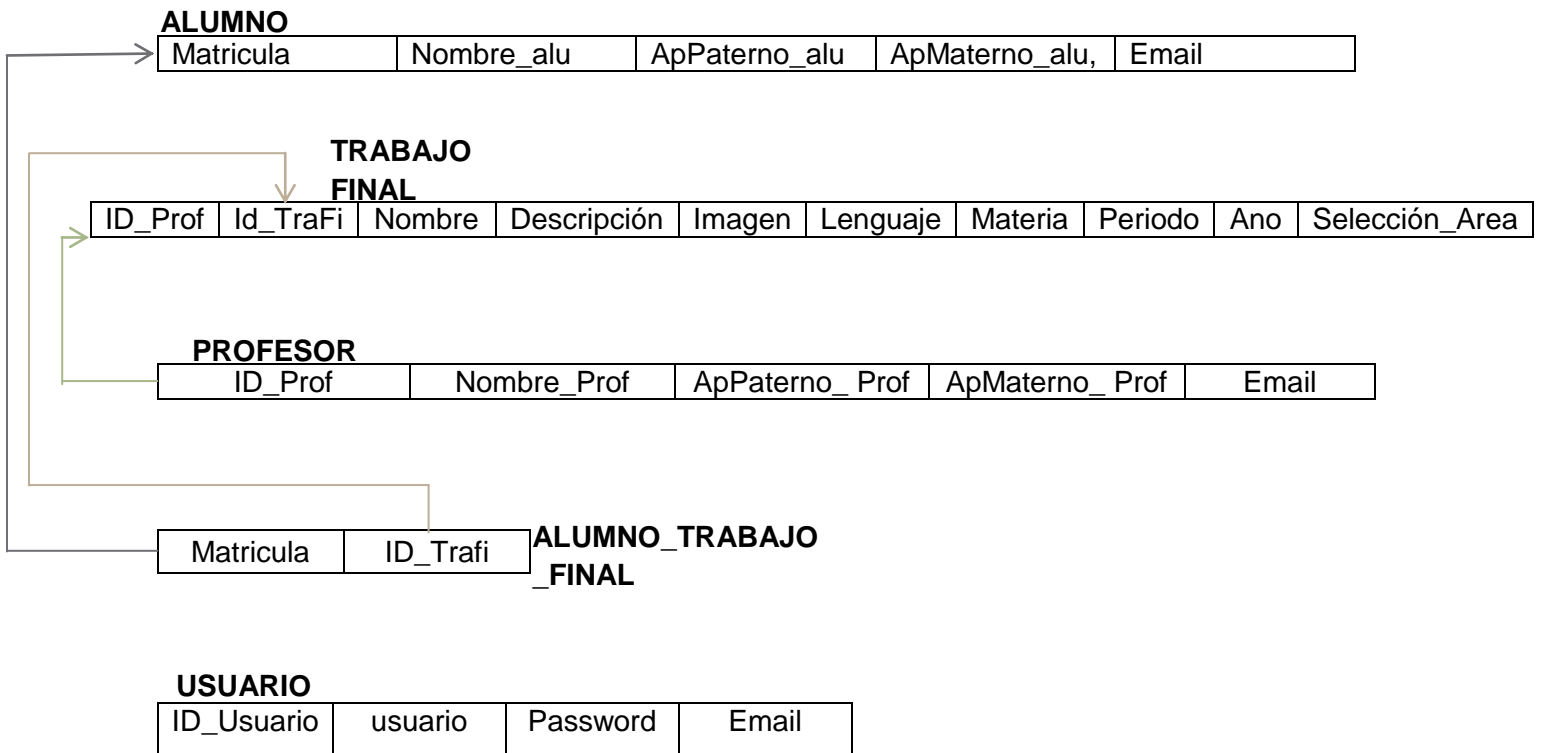 ALUMNO
Matricula Nombre_alu ApPaterno_alu ApMaterno_alu, Email
TRABAJO
FINAL
ID_Prof Id_TraFi Nombre Descripción Imagen Lenguaje Materia Periodo Ano Selección_Area
PROFESOR
ID_Prof Nombre_Prof ApPaterno_ Prof ApMaterno_ Prof Email
ALUMNO_TRABAJO
_FINAL
Matricula ID_Trafi
USUARIO
ID_Usuario usuario Password Email